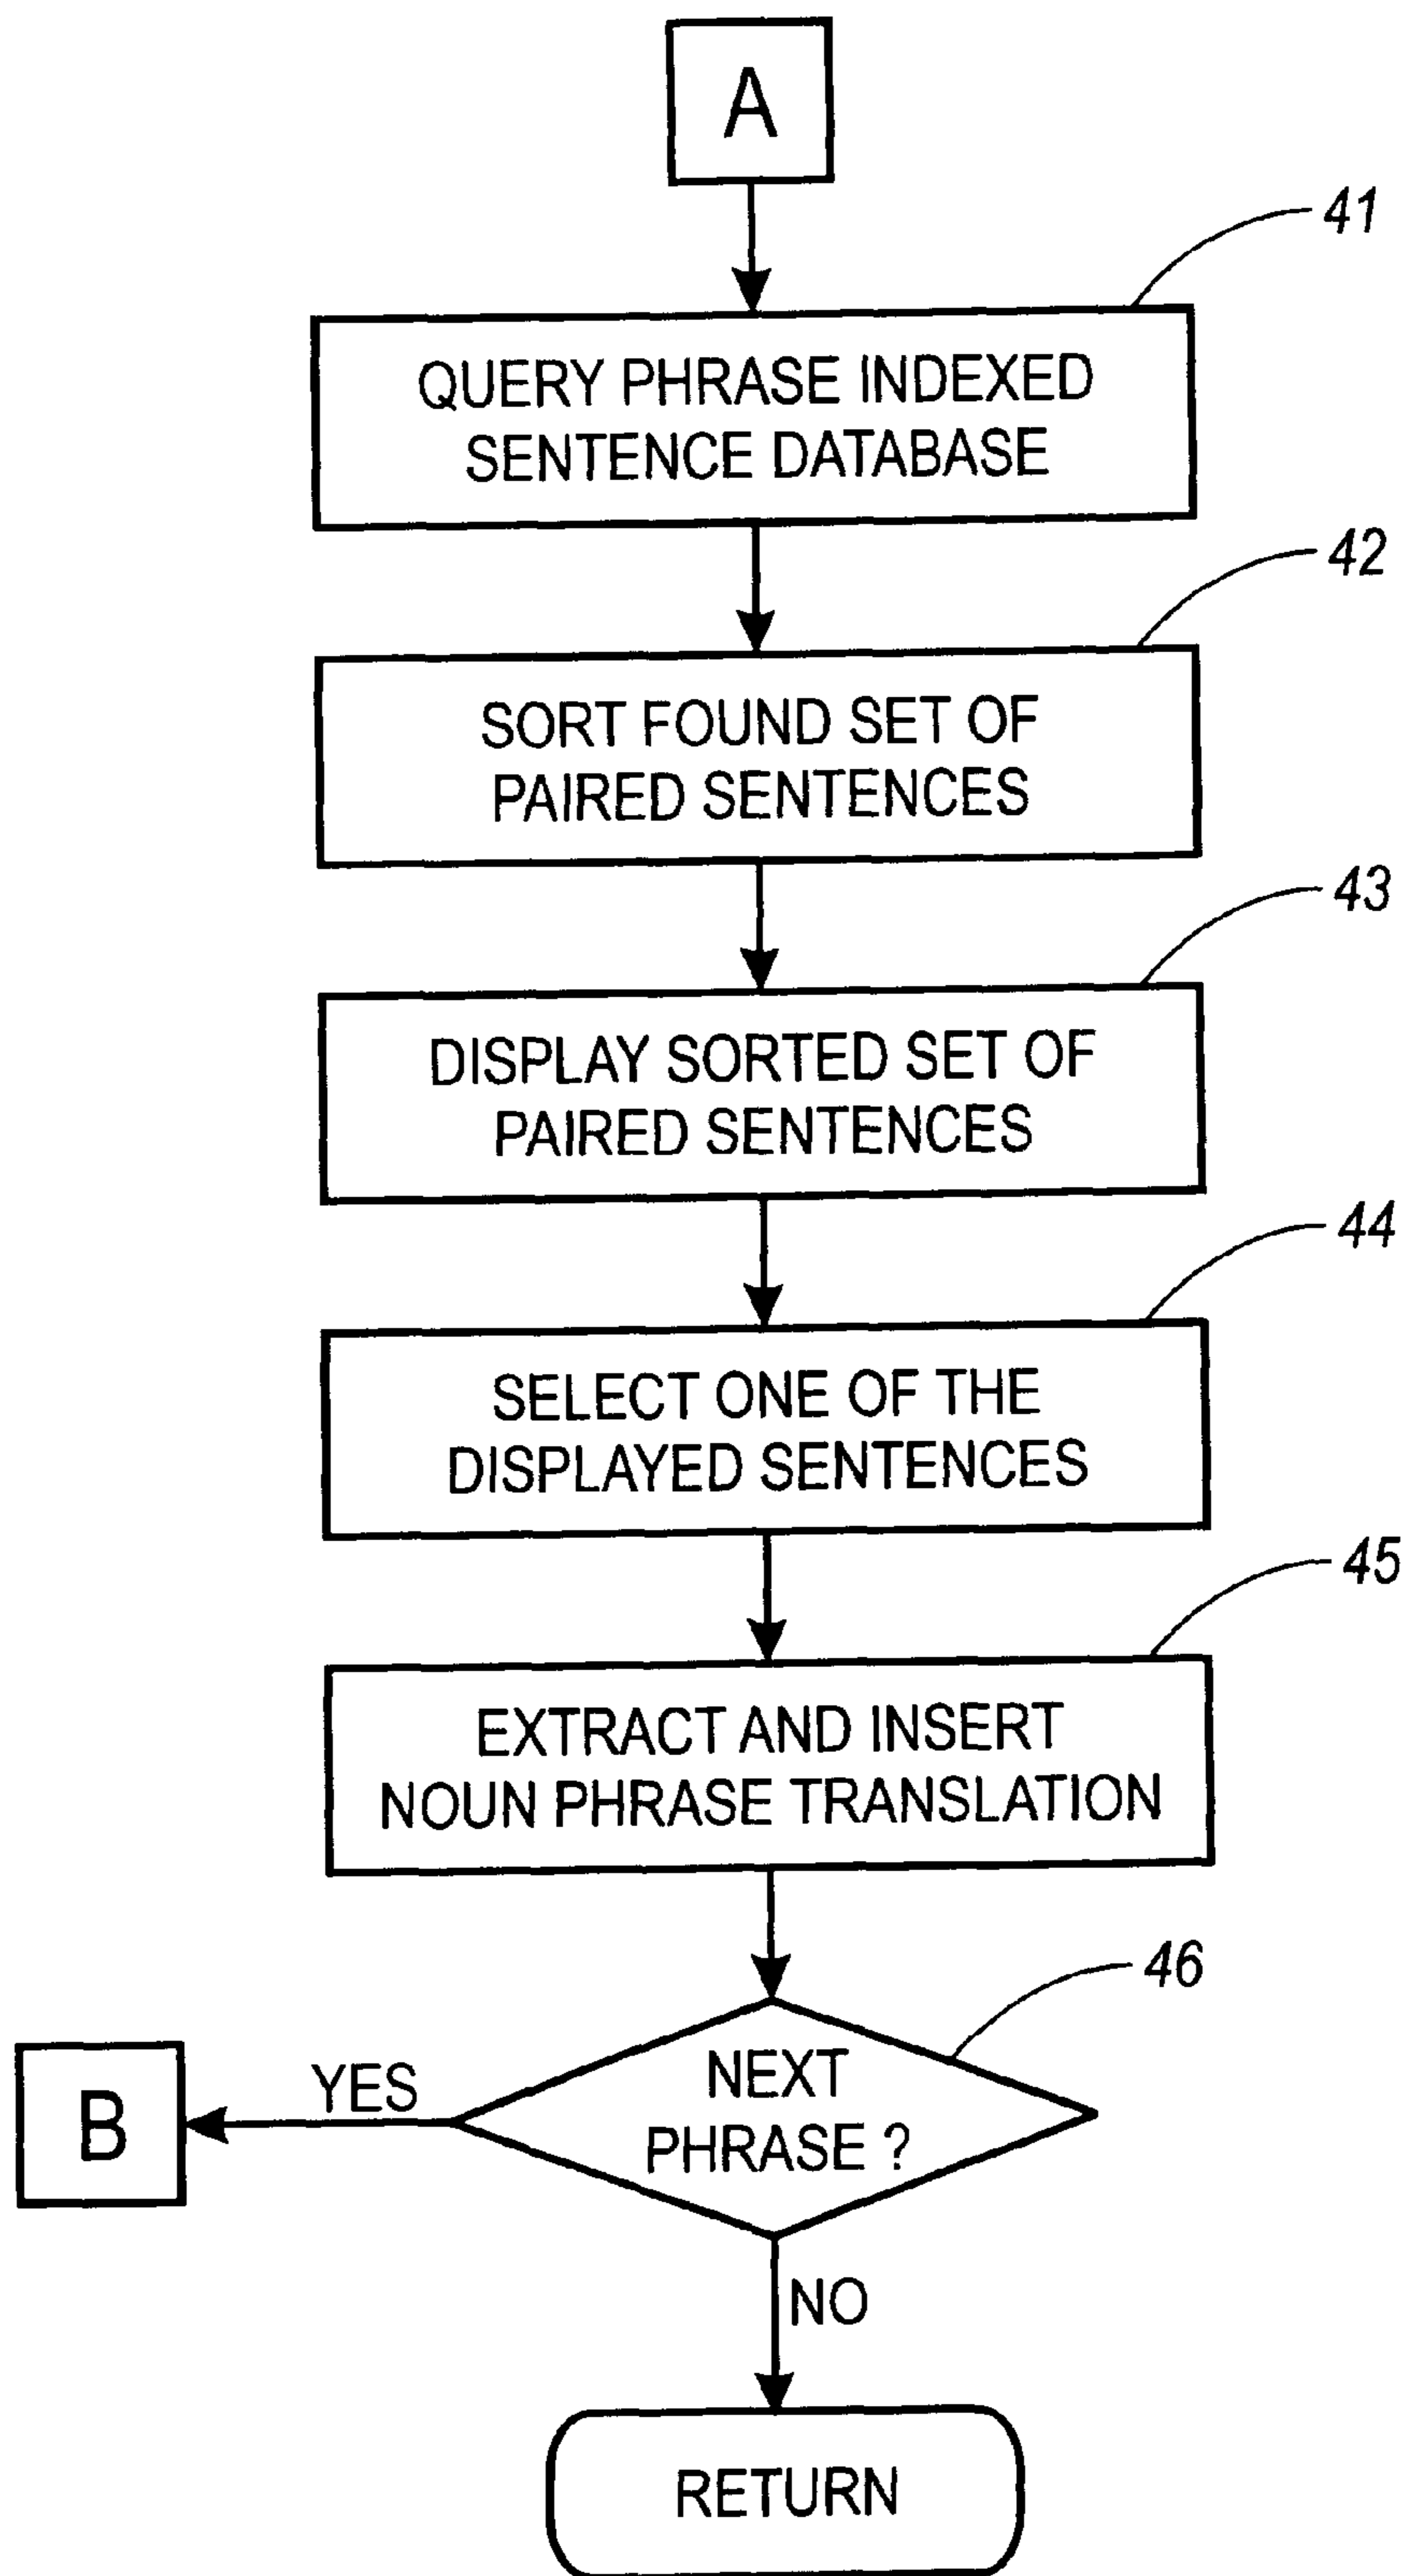 A
41
QUERY PHRASE INDEXED
SENTENCE DATABASE
42
SORT FOUND SET OF
PAIRED SENTENCES
43
DISPLAY SORTED SET OF
PAIRED SENTENCES
44
SELECT ONE OF THE
DISPLAYED SENTENCES
45
EXTRACT AND INSERT
NOUN PHRASE TRANSLATION
46
NEXT
PHRASE ?
YES
B
NO
RETURN